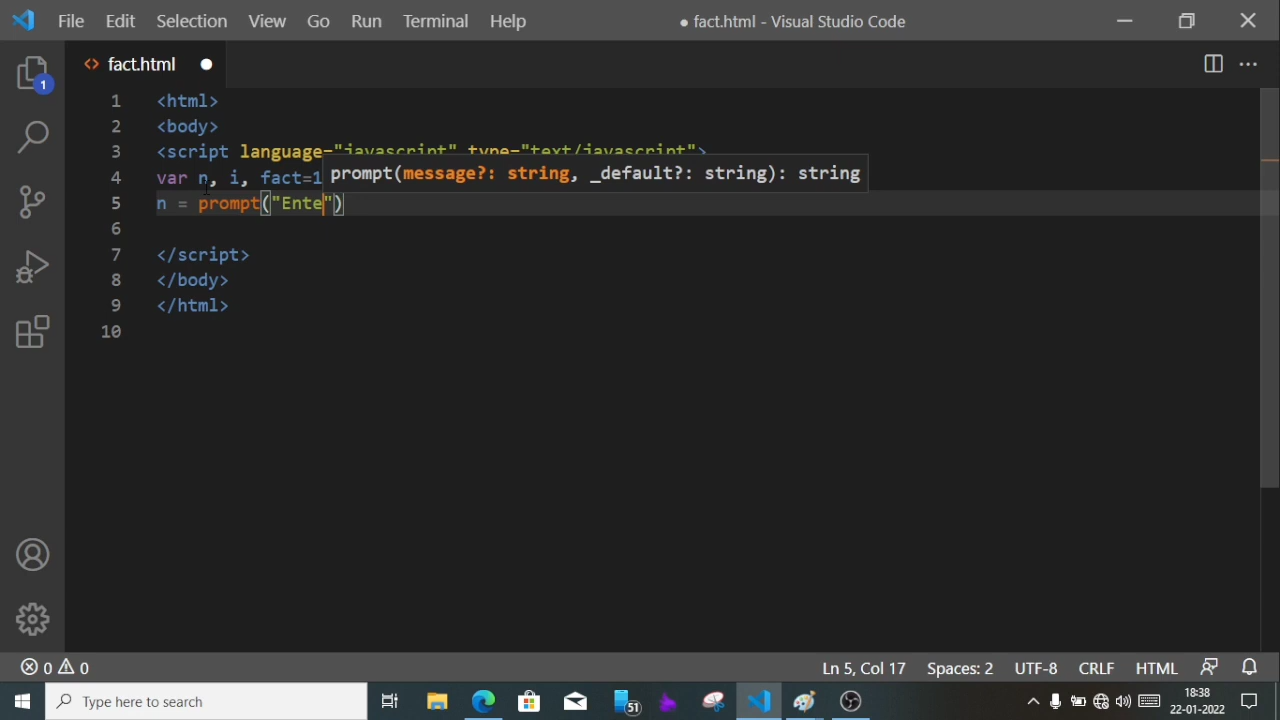 File Edit Selection View Go Run Terminal Help ● fact.html - Visual Studio Code
<> fact.html
1
1 <html>
2 <body>
3 <script language="javascript" type="text/javascript">
4 var n, i, fact=1
prompt(message?: string, _default?: string): string
5 n = prompt("Ente")
6
7 </script>
8 </body>
9 </html>
10
0 0 Ln 5, Col 17 Spaces: 2 UTF-8 CRLF HTML
Type here to search
51
18:38
22-01-2022